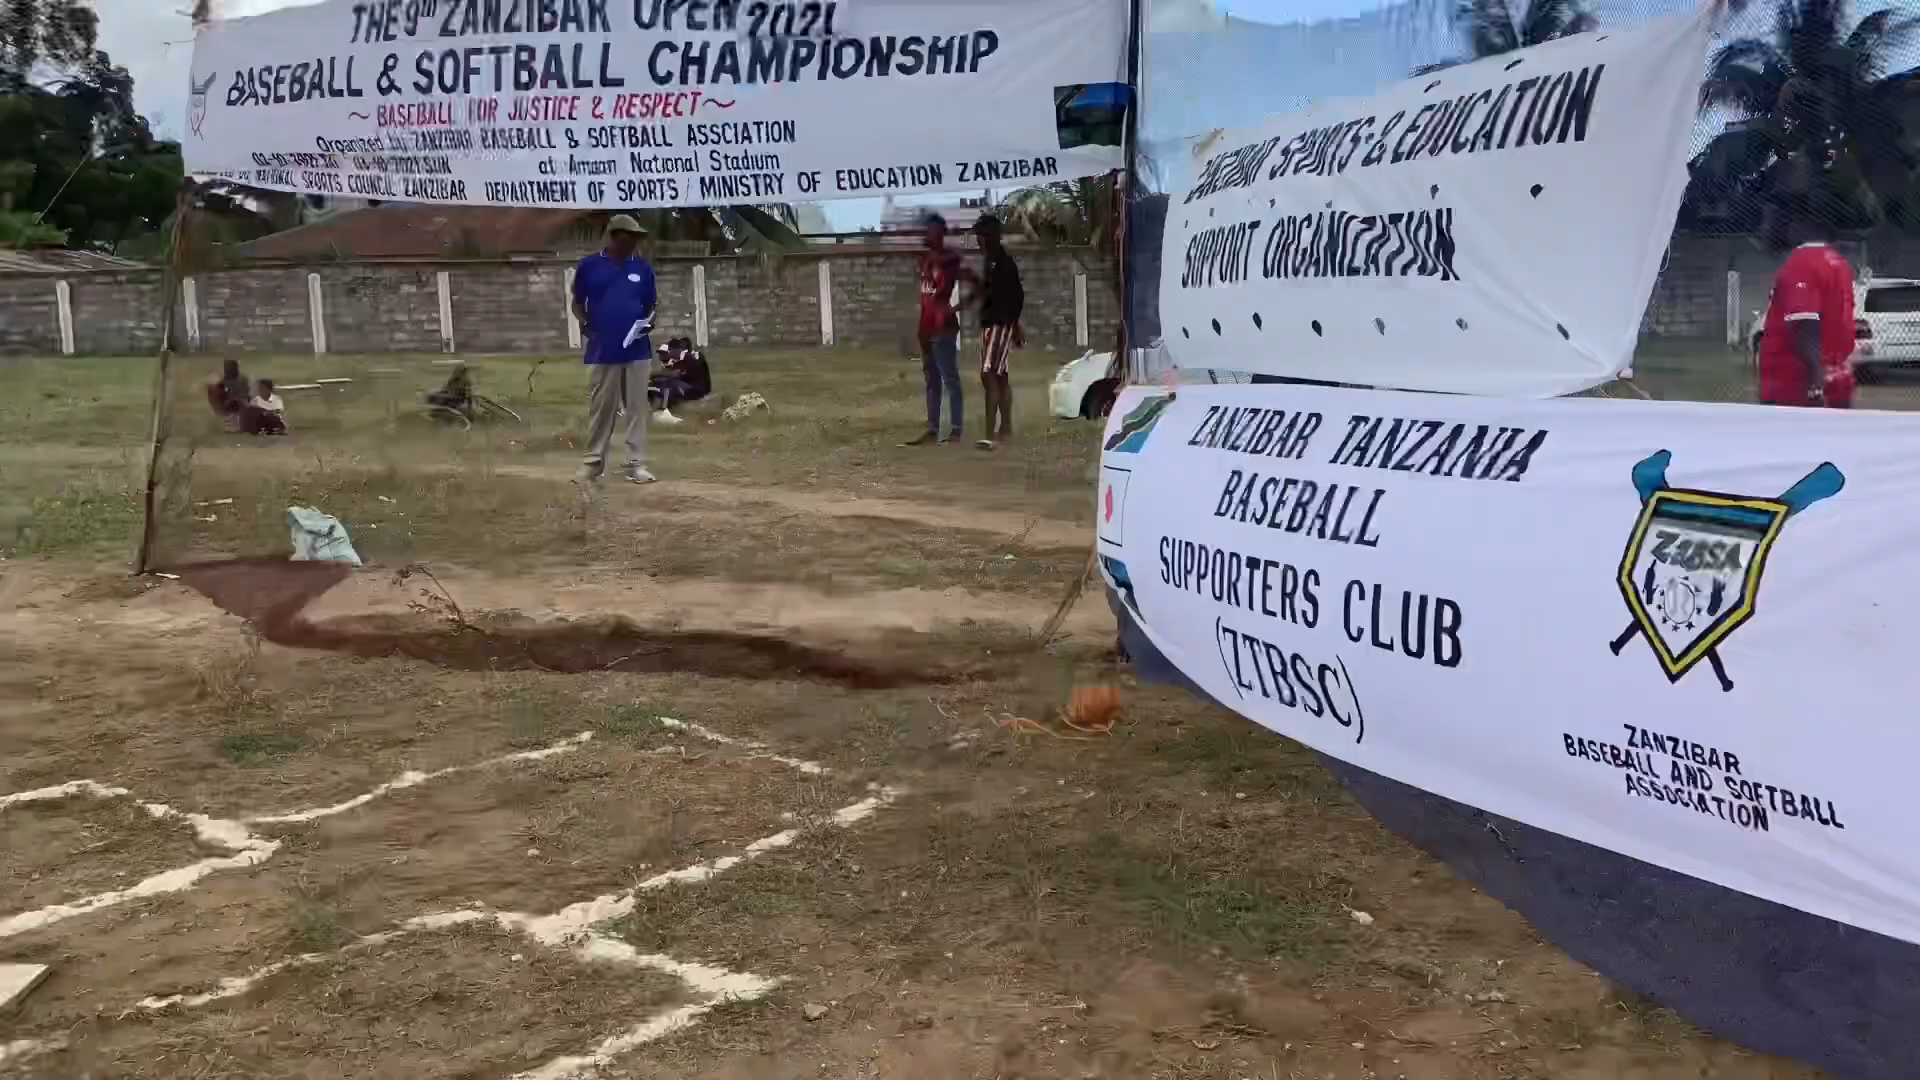 THE 9th ZANZIBAR OPEN 2021
BASEBALL & SOFTBALL CHAMPIONSHIP
~ BASEBALL FOR JUSTICE & RESPECT ~
Organized by ZANZIBAR BASEBALL & SOFTBALL ASSCIATION
at Amaan National Stadium
NATIONAL SPORTS COUNCIL ZANZIBAR DEPARTMENT OF SPORTS / MINISTRY OF EDUCATION ZANZIBAR
ZANZIBAR SPORTS & EDUCATION
SUPPORT ORGANIZATION
ZANZIBAR TANZANIA
BASEBALL
SUPPORTERS CLUB
(ZTBSC)
ZABSA
ZANZIBAR
BASEBALL AND SOFTBALL
ASSOCIATION